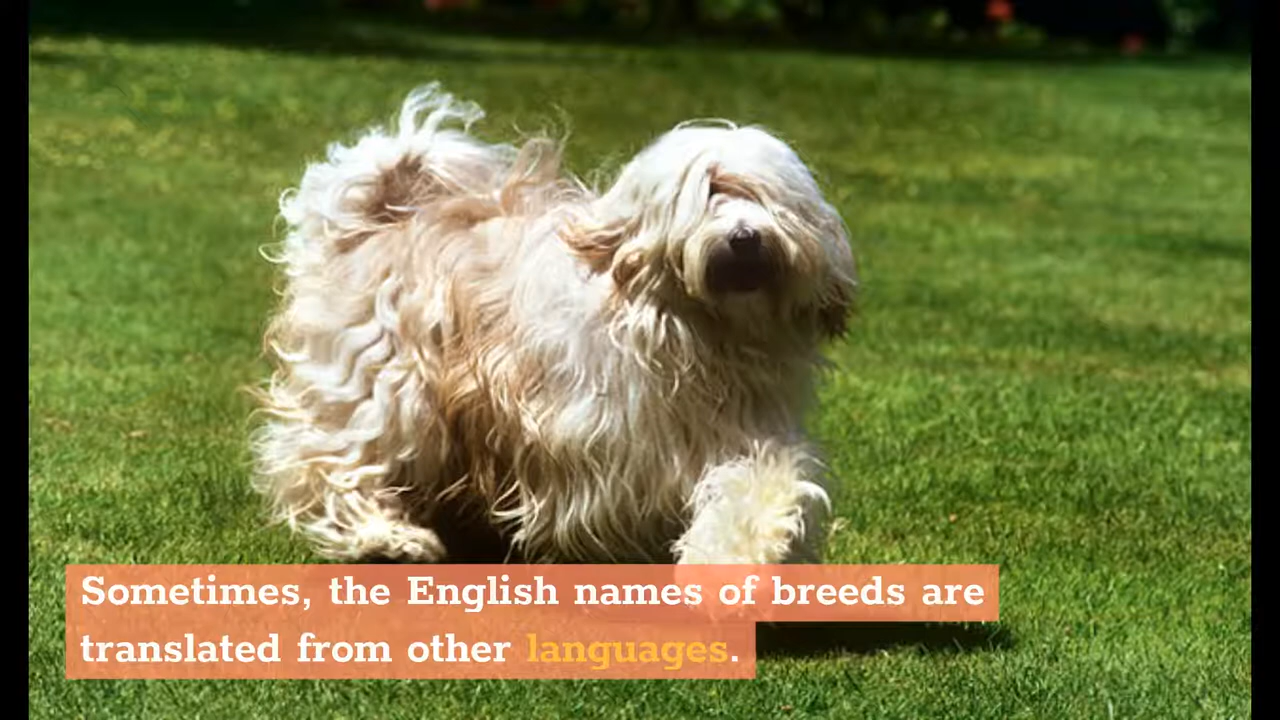 Sometimes, the English names of breeds are
translated from other languages.